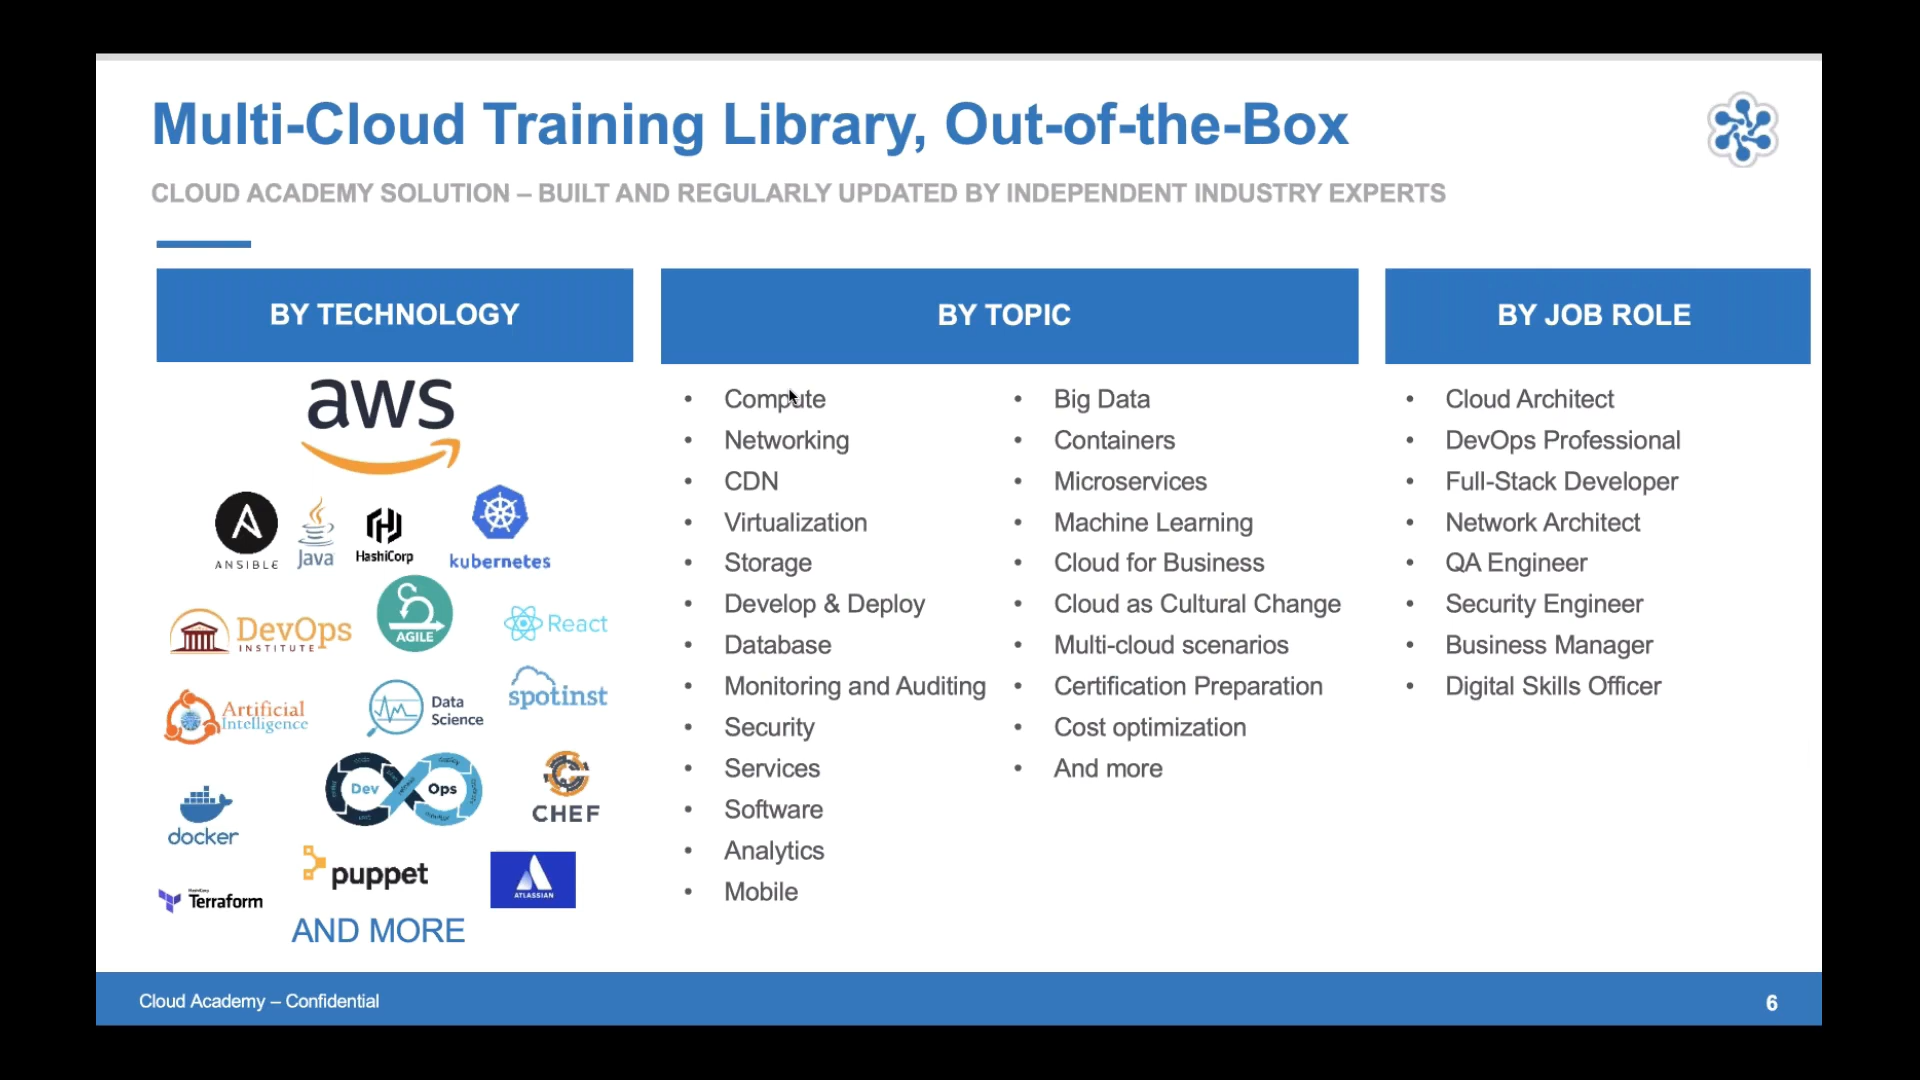 Multi-Cloud Training Library, Out-of-the-Box
CLOUD ACADEMY SOLUTION – BUILT AND REGULARLY UPDATED BY INDEPENDENT INDUSTRY EXPERTS
BY TECHNOLOGY
aws
ANSIBLE
Java
HashiCorp
kubernetes
DevOps
INSTITUTE
AGILE
React
Artificial
Intelligence
Data
Science
spotinst
docker
Dev Ops
CHEF
HashiCorp
Terraform
puppet
ATLASSIAN
AND MORE
BY TOPIC
• Compute
• Networking
• CDN
• Virtualization
• Storage
• Develop & Deploy
• Database
• Monitoring and Auditing
• Security
• Services
• Software
• Analytics
• Mobile
• Big Data
• Containers
• Microservices
• Machine Learning
• Cloud for Business
• Cloud as Cultural Change
• Multi-cloud scenarios
• Certification Preparation
• Cost optimization
• And more
BY JOB ROLE
• Cloud Architect
• DevOps Professional
• Full-Stack Developer
• Network Architect
• QA Engineer
• Security Engineer
• Business Manager
• Digital Skills Officer
Cloud Academy – Confidential
6